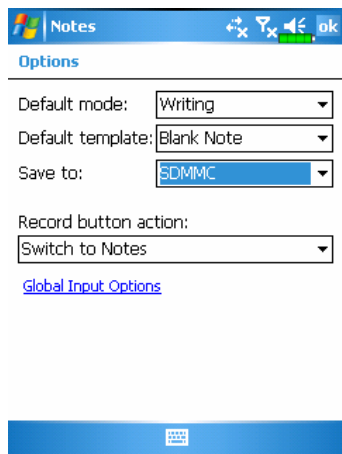 Notes ok
Options
Default mode: Writing
Default template: Blank Note
Save to: SDMMC
Record button action:
Switch to Notes
Global Input Options